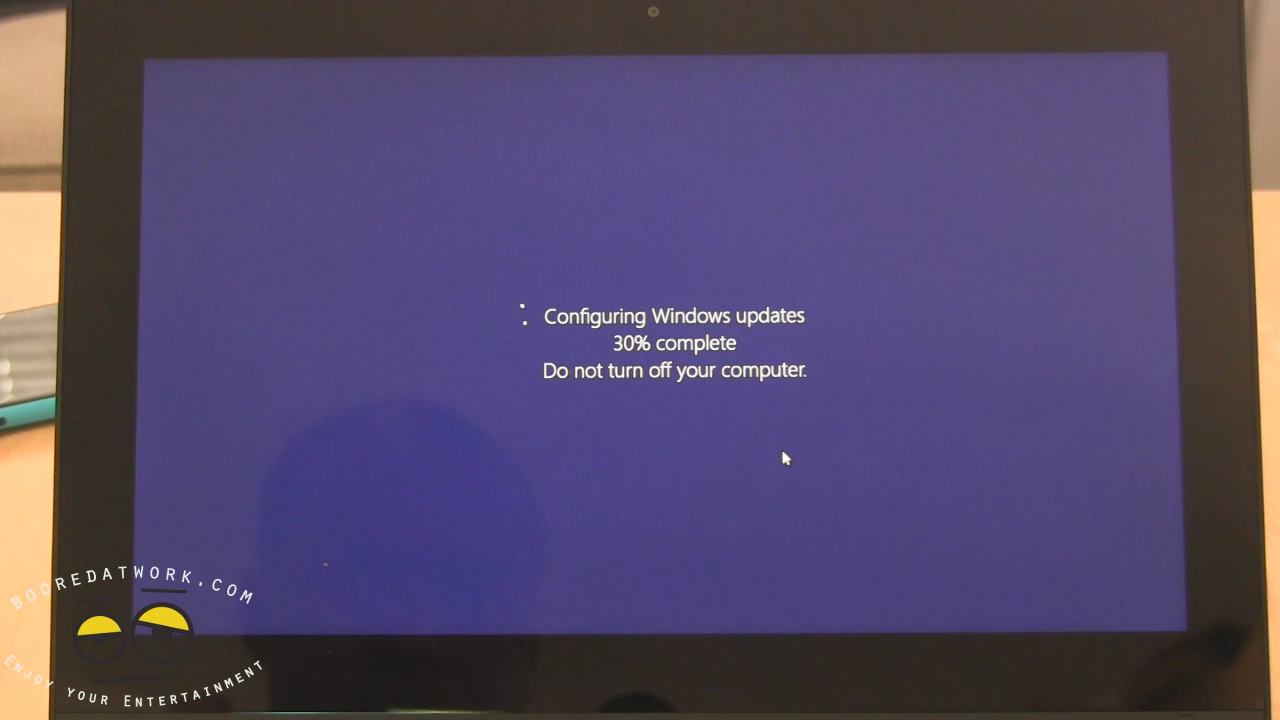 Configuring Windows updates
30% complete
Do not turn off your computer.
BOOREDATWORK.COM
ENJOY YOUR ENTERTAINMENT